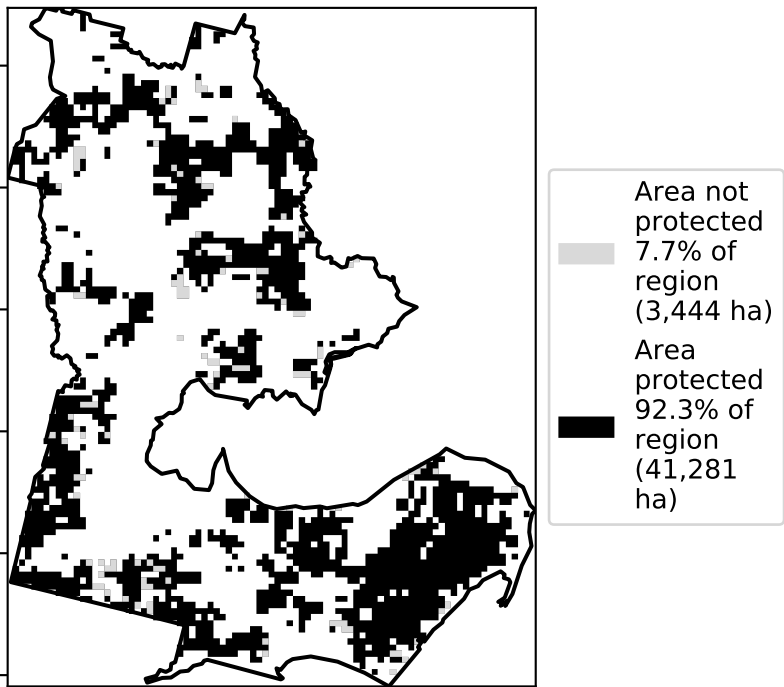 Area not
protected
7.7% of
region
(3,444 ha)
Area
protected
92.3% of
region
(41,281
ha)